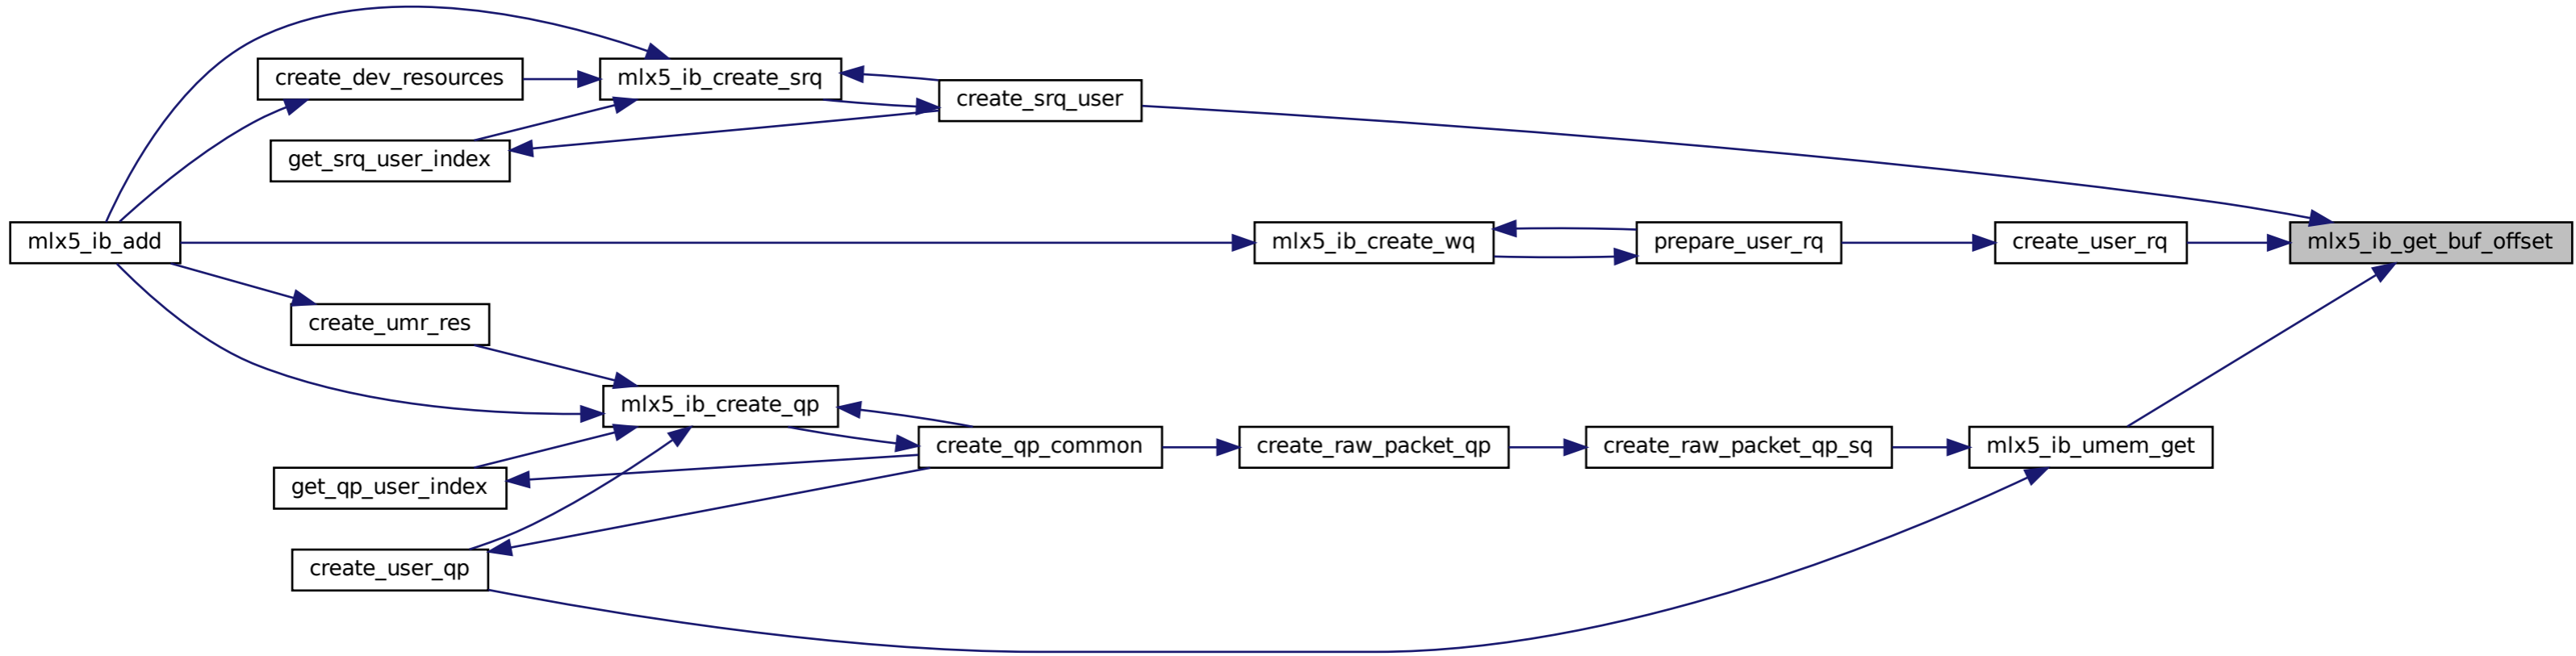 create_dev_resources
mlx5_ib_create_srq
create_srq_user
get_srq_user_index
mlx5_ib_add
mlx5_ib_create_wq
prepare_user_rq
create_user_rq
mlx5_ib_get_buf_offset
create_umr_res
mlx5_ib_create_qp
create_qp_common
create_raw_packet_qp
create_raw_packet_qp_sq
mlx5_ib_umem_get
get_qp_user_index
create_user_qp